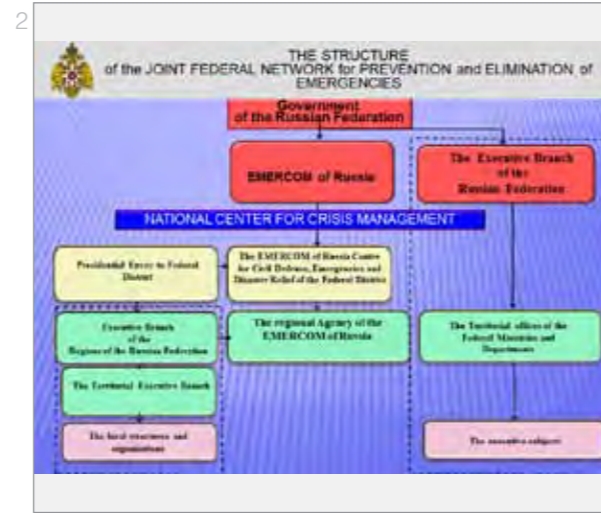 2
THE STRUCTURE
of the JOINT FEDERAL NETWORK for PREVENTION and ELIMINATION of
EMERGENCIES
Government
of the Russian Federation
EMERCOM of Russia
The Executive Branch
of the
Russian Federation
NATIONAL CENTER FOR CRISIS MANAGEMENT
Presidential Envoy to Federal
District
The EMERCOM of Russia Centre
for Civil Defense, Emergencies and
Disaster Relief of the Federal District
Executive Branch
of the
Regions of the Russian Federation
The regional Agency of the
EMERCOM of Russia
The Territorial offices of the
Federal Ministries and
Departments
The Territorial Executive Branch
The local structures and
organizations
The executive subjects